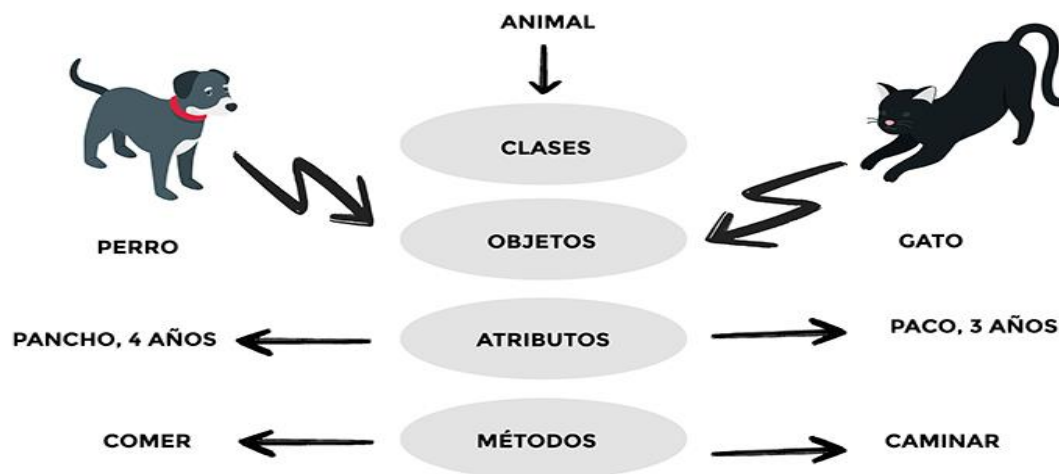 ANIMAL
CLASES
PERRO
OBJETOS
GATO
PANCHO, 4 AÑOS
ATRIBUTOS
PACO, 3 AÑOS
COMER
MÉTODOS
CAMINAR